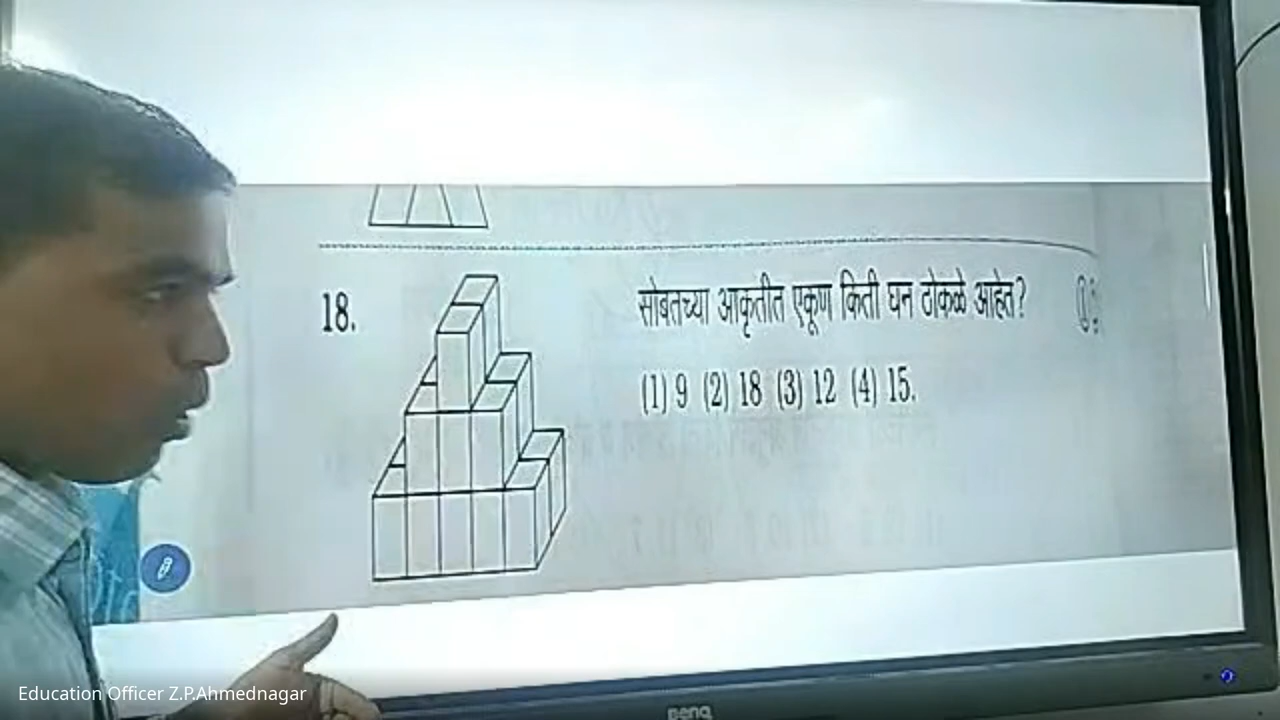 18.
सोबतच्या आकृतीत एकूण किती घन ठोकळे आहेत?
(1) 9 (2) 18 (3) 12 (4) 15.
Education Officer Z.P.Ahmednagar
BenQ